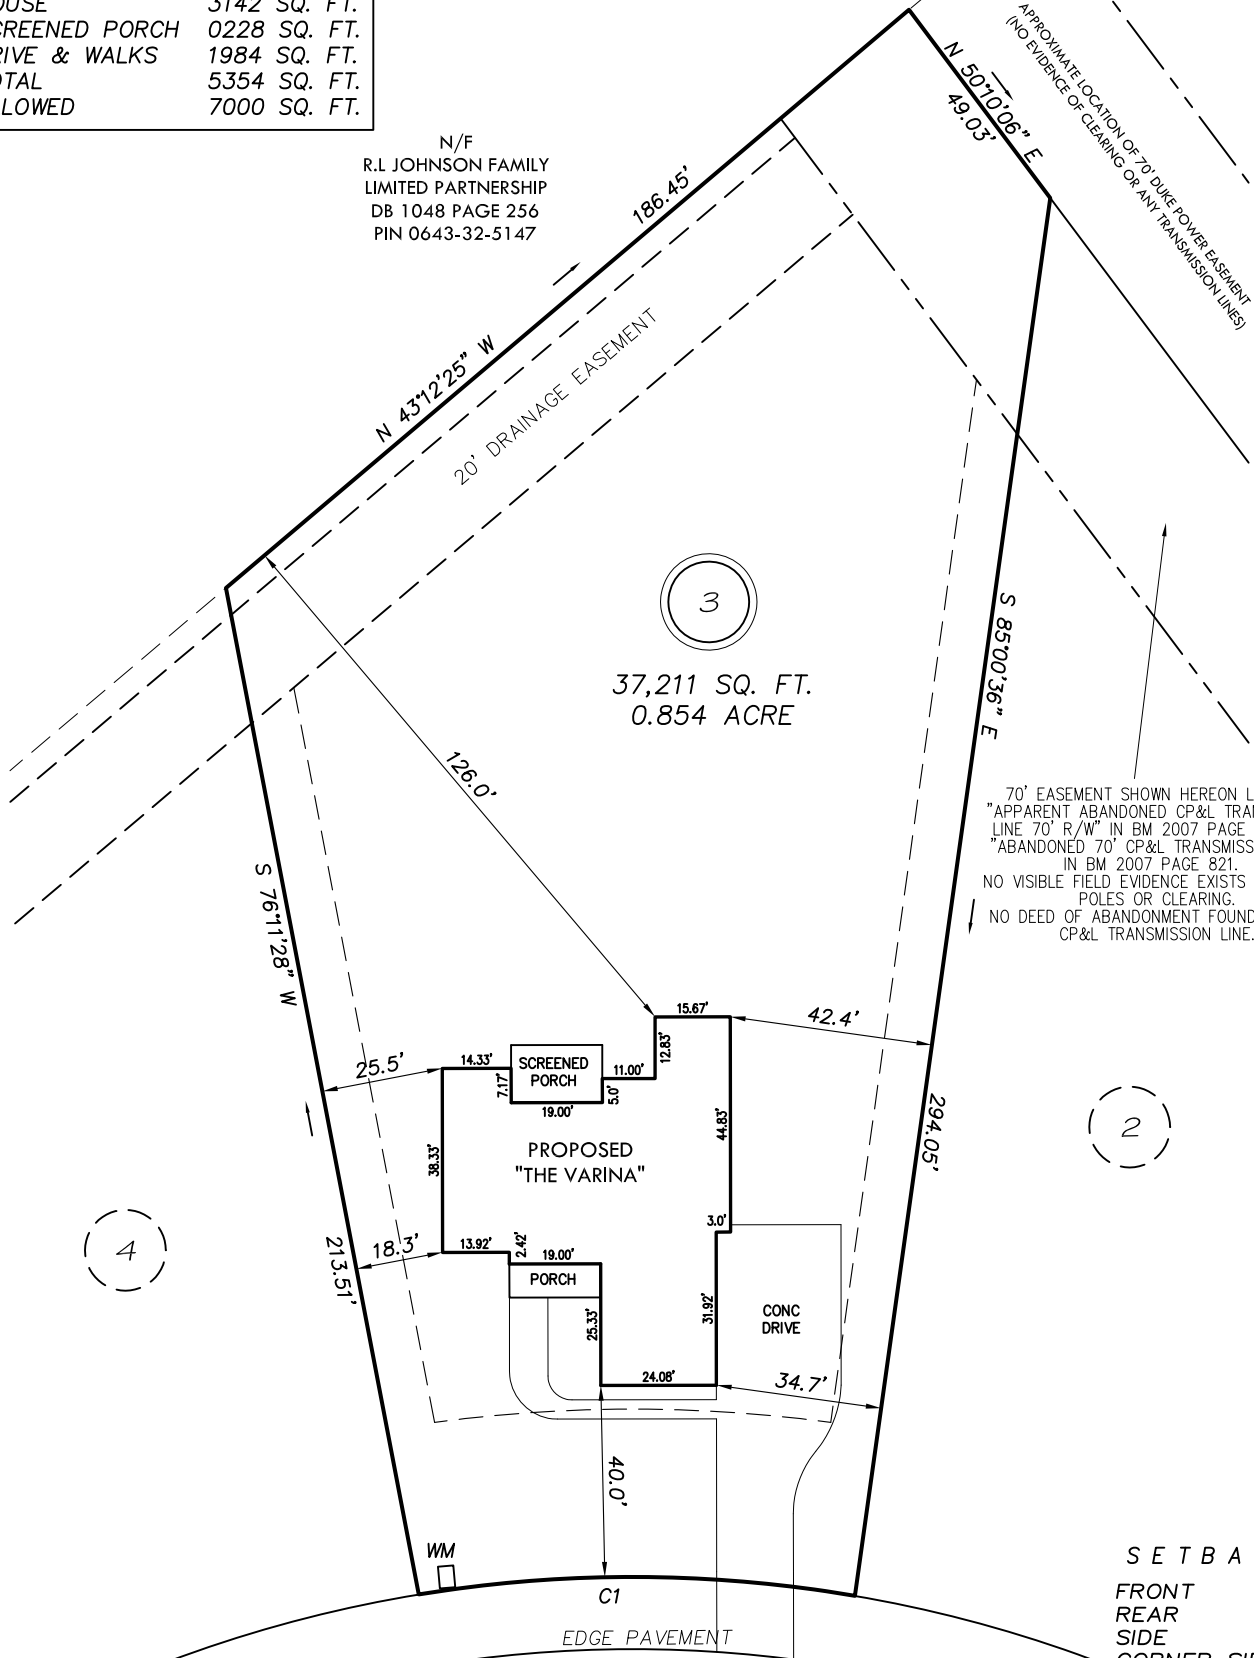 3142 SQ. FT.
PORCH 0228 SQ. FT.
& WALKS 1984 SQ. FT.
5354 SQ. FT.
7000 SQ. FT.
N/F
R.L JOHNSON FAMILY
LIMITED PARTNERSHIP
DB 1048 PAGE 256
PIN 0643-32-5147
186.45'
N 43°12'25" W
N 50°10'06" E
49.03'
APPROXIMATE LOCATION OF 70' DUKE POWER EASEMENT
(NO EVIDENCE OF CLEARING OR ANY TRANSMISSION LINES)
20' DRAINAGE EASEMENT
3
37,211 SQ. FT.
0.854 ACRE
S 85°00'36" E
294.05'
126.0'
70' EASEMENT SHOWN HEREON
"APPARENT ABANDONED CP&L
LINE 70' R/W" IN BM 2007 PAGE
"ABANDONED 70' CP&L
IN BM 2007 PAGE 821.
NO VISIBLE FIELD EVIDENCE EXISTS
POLES OR CLEARING.
NO DEED OF ABANDONMENT FOUND
CP&L TRANSMISSION LINE.
S 76°11'28" W
213.51'
15.67'
42.4'
12.83'
25.5'
14.33'
SCREENED
PORCH
11.00'
7.17'
5.0'
19.00'
44.83'
38.33'
PROPOSED
"THE VARINA"
2
4
3.0'
18.3'
13.92'
2.42'
19.00'
PORCH
25.33'
31.92'
CONC
DRIVE
24.08'
34.7'
40.0'
WM
C1
EDGE PAVEMENT
FRONT
REAR
SIDE